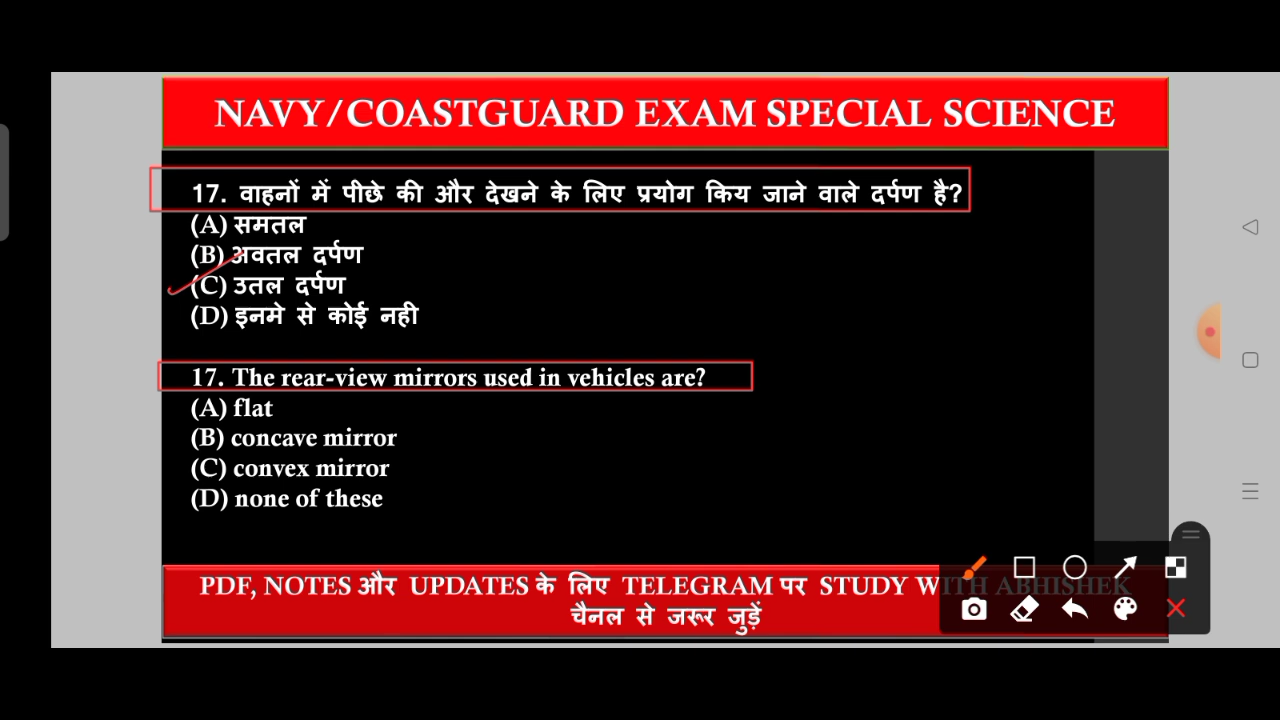 NAVY/COASTGUARD EXAM SPECIAL SCIENCE
17. वाहनों में पीछे की और देखने के लिए प्रयोग किय जाने वाले दर्पण है?
(A) समतल
(B) अवतल दर्पण
(C) उतल दर्पण
(D) इनमे से कोई नही
17. The rear-view mirrors used in vehicles are?
(A) flat
(B) concave mirror
(C) convex mirror
(D) none of these
PDF, NOTES और UPDATES के लिए TELEGRAM पर STUDY WITH ABHISHEK
चैनल से जरूर जुड़ें